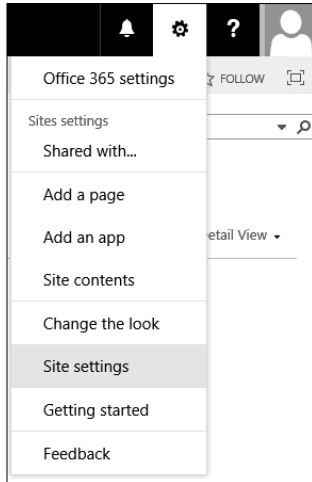 ?
Office 365 settings
FOLLOW
Sites settings
Shared with...
Add a page
Add an app
etail View
Site contents
Change the look
Site settings
Getting started
Feedback